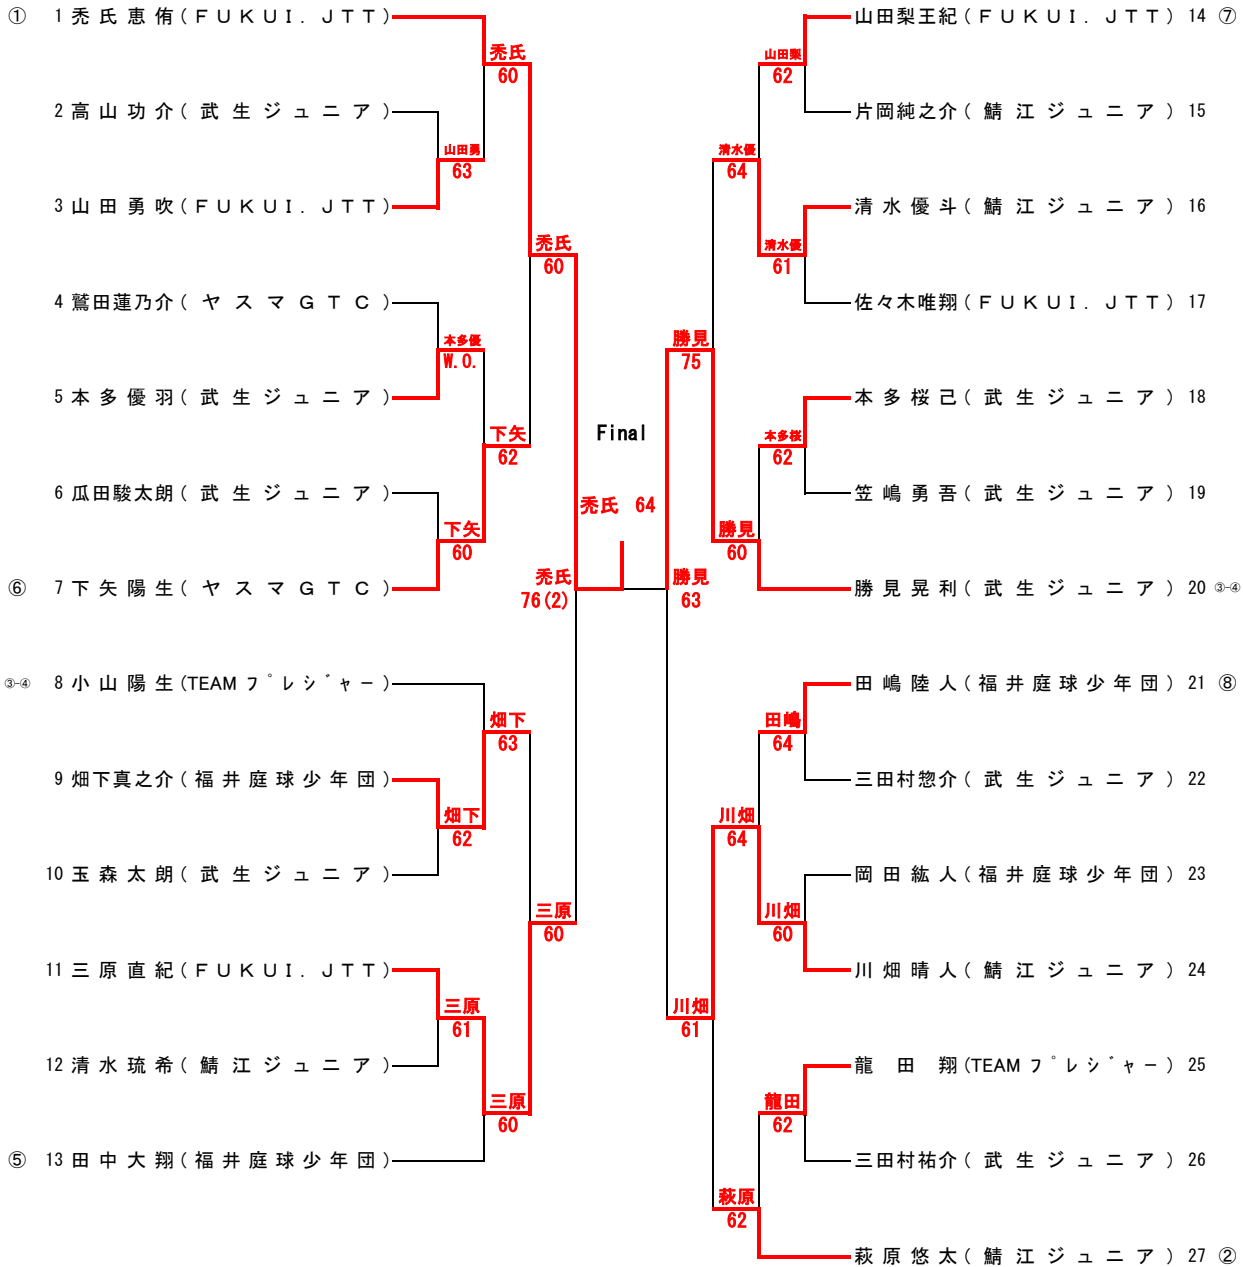 ① 1 禿氏恵侑(ＦＵＫＵＩ．ＪＴＴ)
禿氏
60
2 高山功介(武生ジュニア)
山田勇
63
3 山田勇吹(ＦＵＫＵＩ．ＪＴＴ)
禿氏
60
4 鷲田蓮乃介(ヤスマＧＴＣ)
本多優
W.O.
5 本多優羽(武生ジュニア)
下矢
62
6 瓜田駿太朗(武生ジュニア)
下矢
60
⑥ 7 下矢陽生(ヤスマＧＴＣ)
禿氏
76(2)
③-④ 8 小山陽生(TEAMﾌﾟﾚｼﾞｬｰ)
畑下
63
9 畑下真之介(福井庭球少年団)
畑下
62
10 玉森太朗(武生ジュニア)
三原
60
11 三原直紀(ＦＵＫＵＩ．ＪＴＴ)
三原
61
12 清水琉希(鯖江ジュニア)
三原
60
⑤ 13 田中大翔(福井庭球少年団)
Final
禿氏 64
山田梨王紀(ＦＵＫＵＩ．ＪＴＴ) 14 ⑦
山田梨
62
片岡純之介(鯖江ジュニア) 15
清水優
64
清水優斗(鯖江ジュニア) 16
清水優
61
佐々木唯翔(ＦＵＫＵＩ．ＪＴＴ) 17
勝見
75
本多桜己(武生ジュニア) 18
本多桜
62
笠嶋勇吾(武生ジュニア) 19
勝見
60
勝見晃利(武生ジュニア) 20 ③-④
勝見
63
田嶋陸人(福井庭球少年団) 21 ⑧
田嶋
64
三田村惣介(武生ジュニア) 22
川畑
64
岡田紘人(福井庭球少年団) 23
川畑
60
川畑晴人(鯖江ジュニア) 24
川畑
61
龍田翔(TEAMﾌﾟﾚｼﾞｬｰ) 25
龍田
62
三田村祐介(武生ジュニア) 26
萩原
62
萩原悠太(鯖江ジュニア) 27 ②